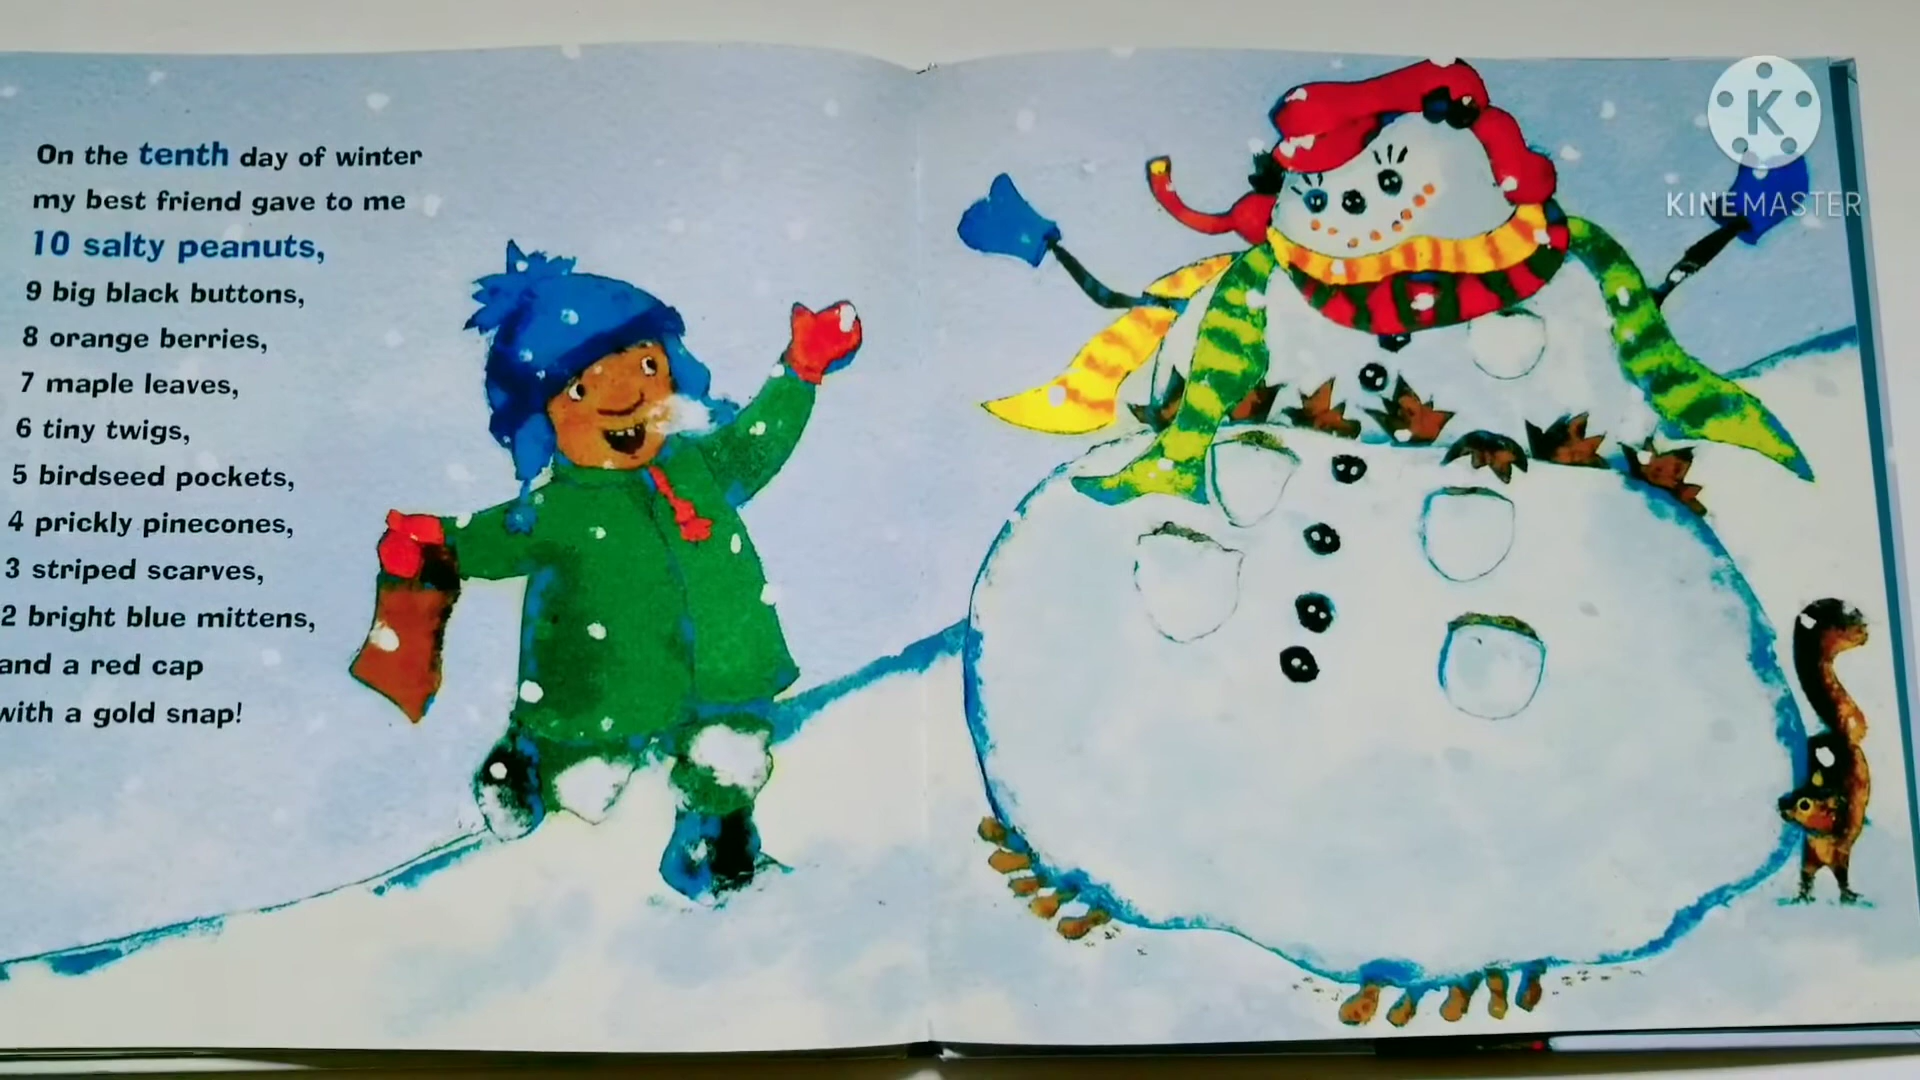 On the tenth day of winter
my best friend gave to me
10 salty peanuts,
9 big black buttons,
8 orange berries,
7 maple leaves,
6 tiny twigs,
5 birdseed pockets,
4 prickly pinecones,
3 striped scarves,
2 bright blue mittens,
and a red cap
with a gold snap!
K
KINEMASTER